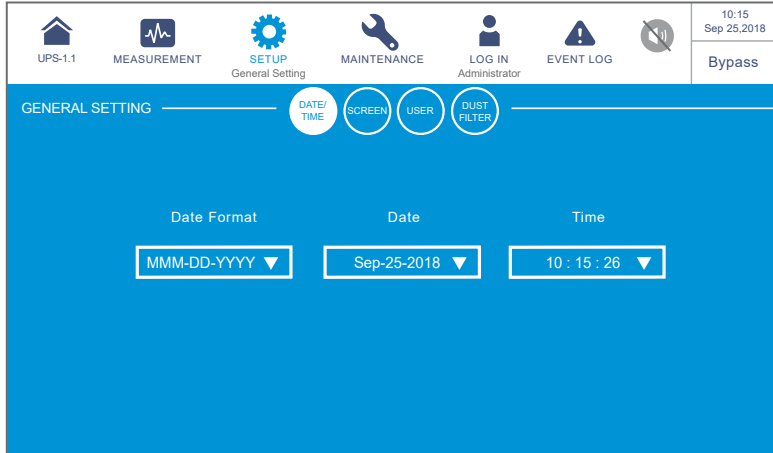 10:15
Sep 25,2018
UPS-1.1
MEASUREMENT
SETUP
General Setting
MAINTENANCE
LOG IN
Administrator
EVENT LOG
Bypass
GENERAL SETTING
DATE/
TIME
SCREEN
USER
DUST
FILTER
Date Format
Date
Time
MMM-DD-YYYY
Sep-25-2018
10 : 15 : 26